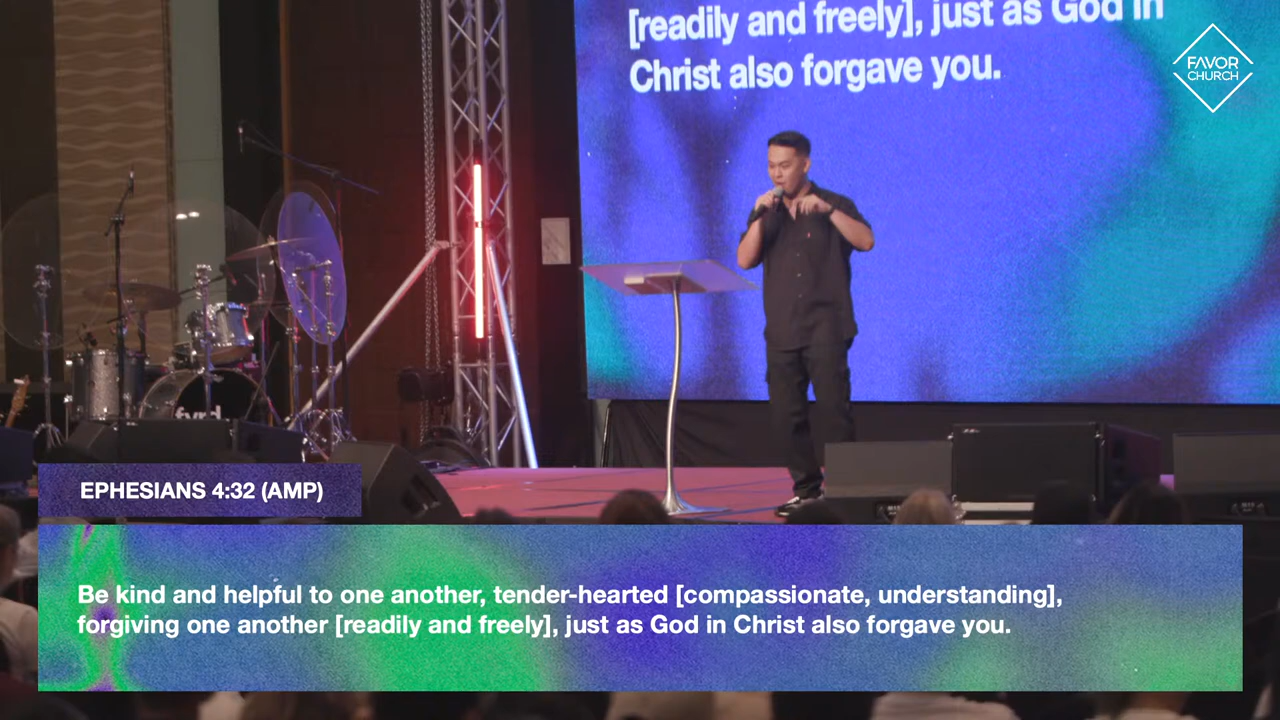 [readily and freely], just as God in
Christ also forgave you.
FAVOR
CHURCH
fvrd
EPHESIANS 4:32 (AMP)
Be kind and helpful to one another, tender-hearted [compassionate, understanding],
forgiving one another [readily and freely], just as God in Christ also forgave you.